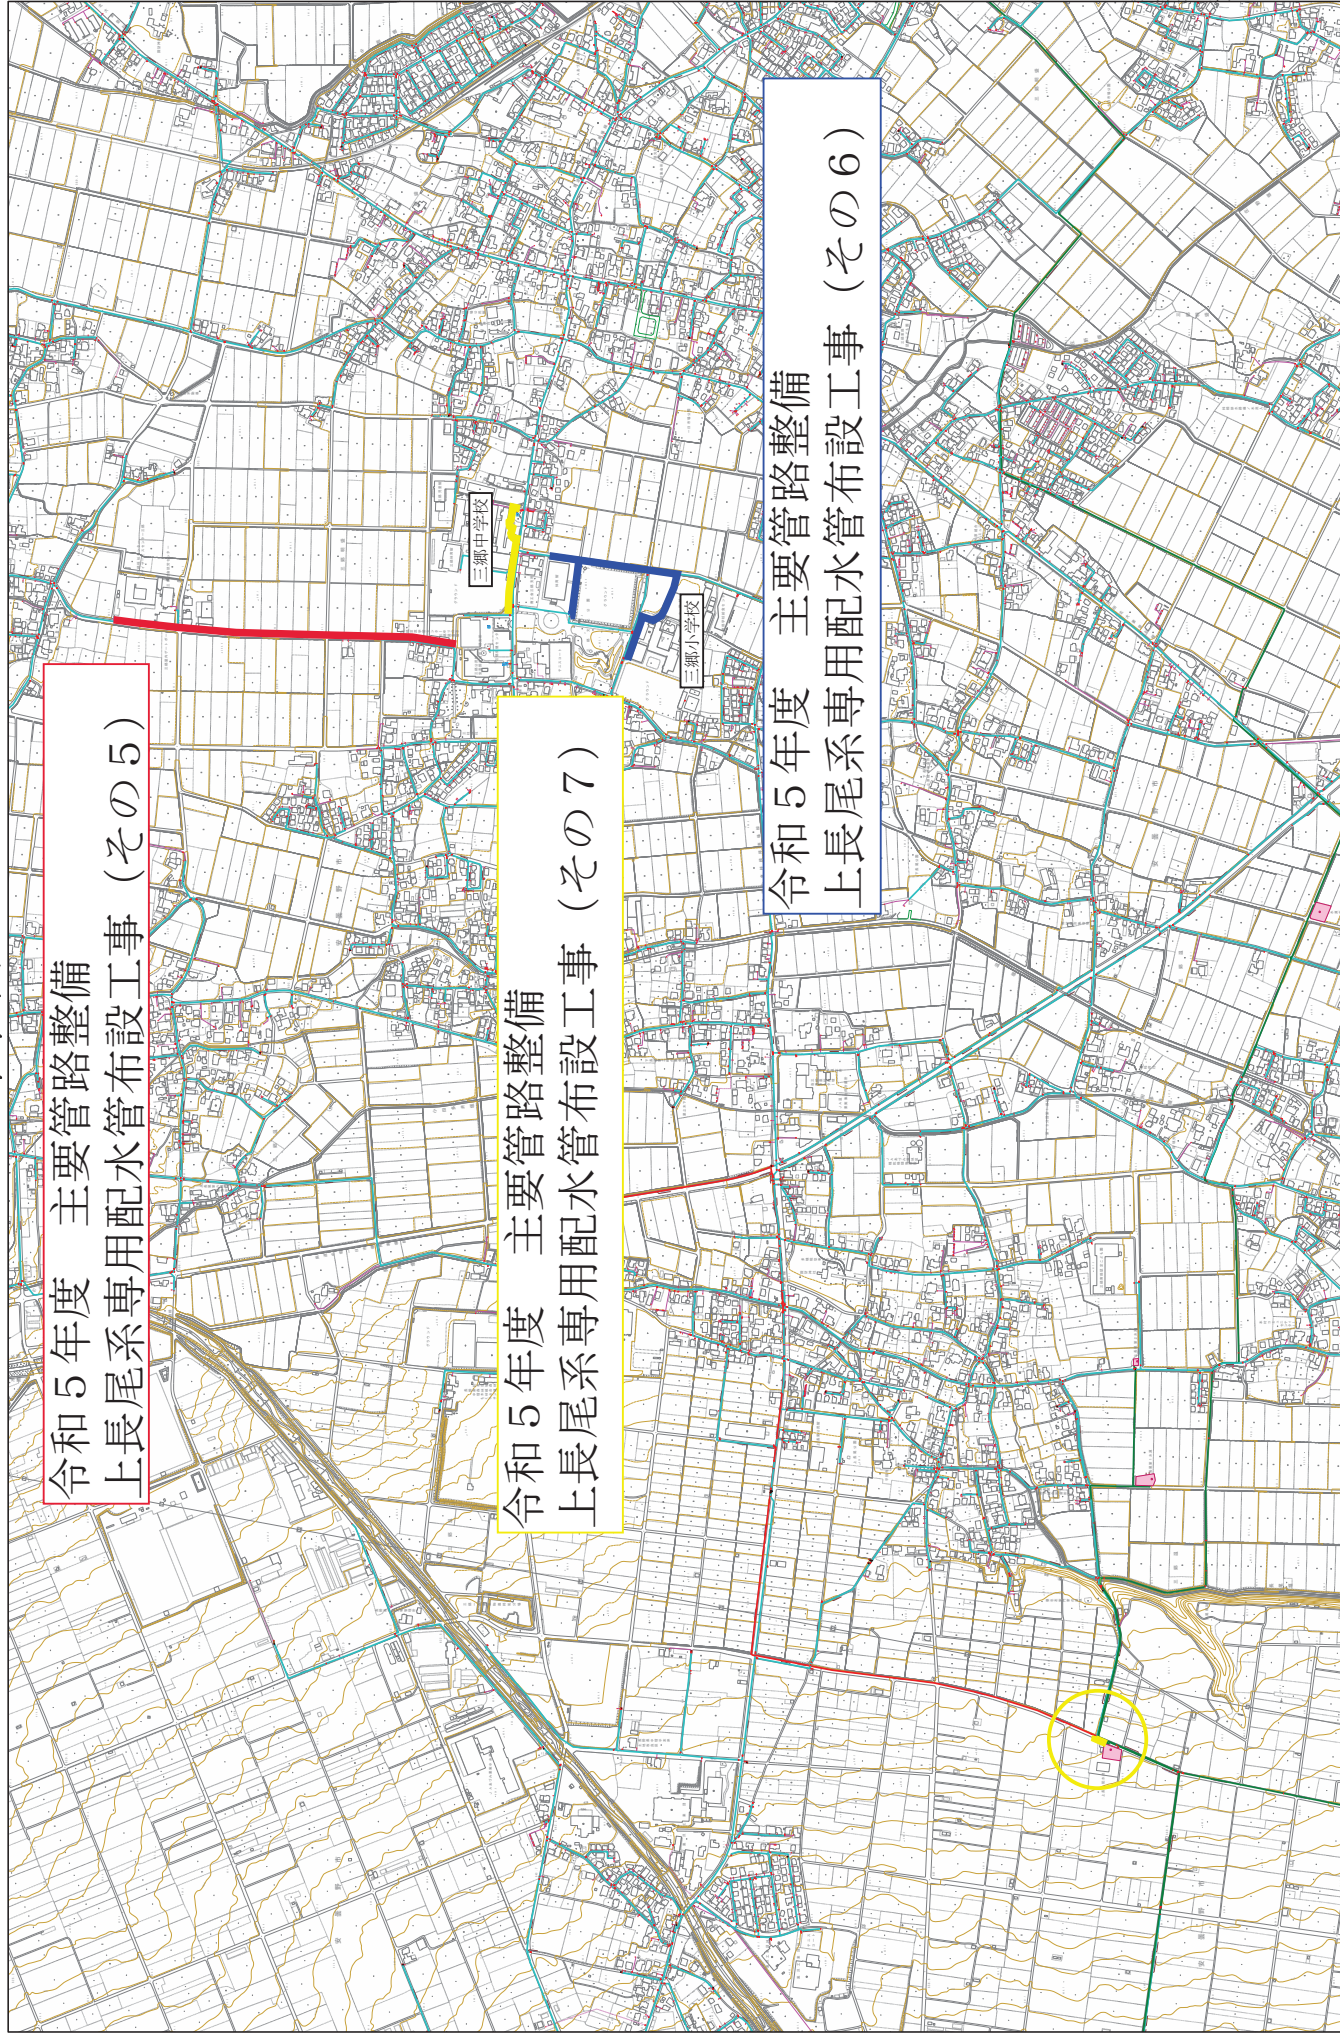 令和５年度　主要管路整備
上長尾系専用配水管布設工事（その５）
三郷中学校
令和５年度　主要管路整備
上長尾系専用配水管布設工事（その７）
三郷小学校
令和５年度　主要管路整備
上長尾系専用配水管布設工事（その６）